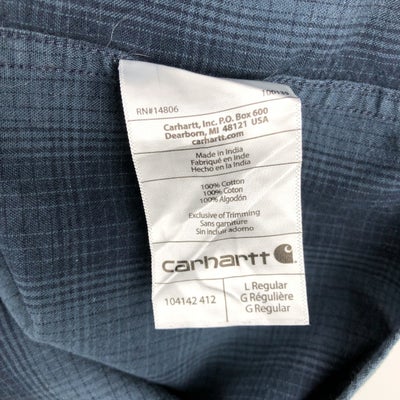 RN#14806
Carhartt, Inc. P.O. Box 600
Dearborn, MI 48121 USA
carhartt.com
Made in India
Fabriqué en Inde
Hecho en la India
100% Cotton
100% Coton
100% Algodón
Exclusive of Trimming
Sans garniture
Sin incluir adorno
carhartt
104142 412
L Regular
G Régulière
G Regular